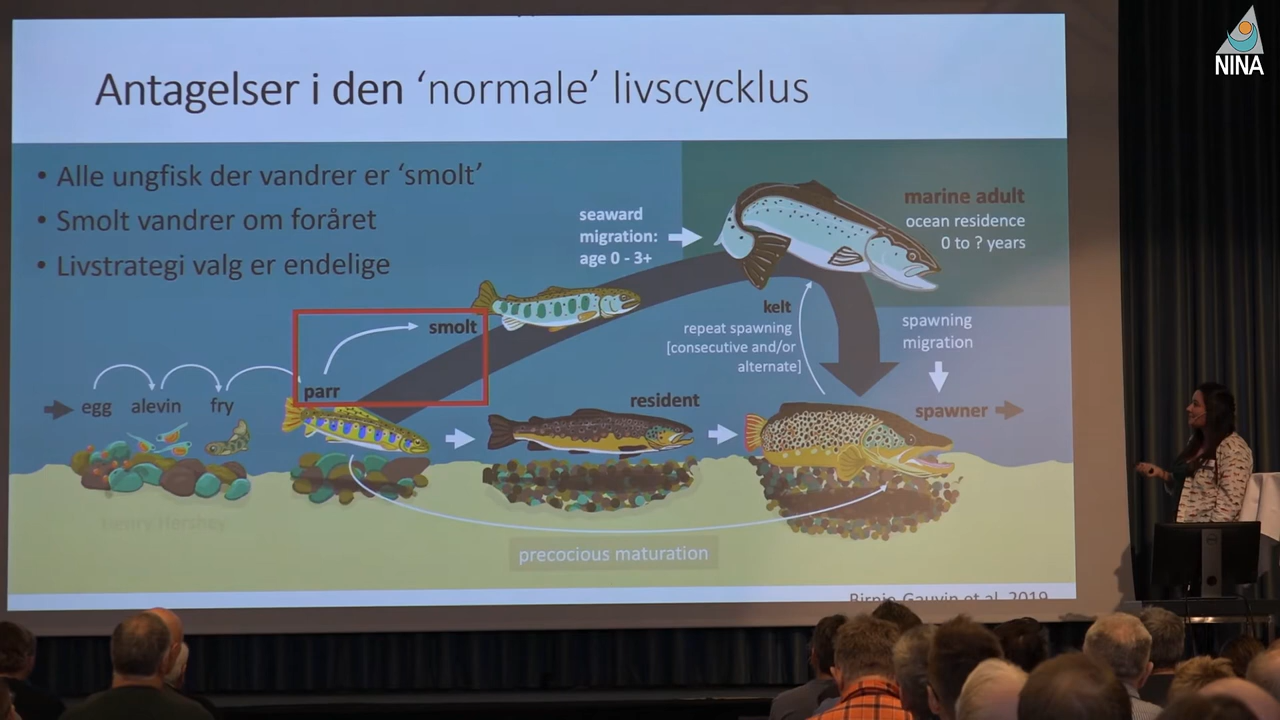 NINA
Antagelser i den ‘normale’ livscycklus
• Alle ungfisk der vandrer er ‘smolt’
• Smolt vandrer om foråret
• Livstrategi valg er endelige
seaward
migration:
age 0 - 3+
marine adult
ocean residence
0 to ? years
smolt
parr
egg alevin fry
kelt
repeat spawning
[consecutive and/or
alternate]
spawning
migration
resident
spawner
Henry Hershey
precocious maturation
Birnie-Gauvin et al. 2019